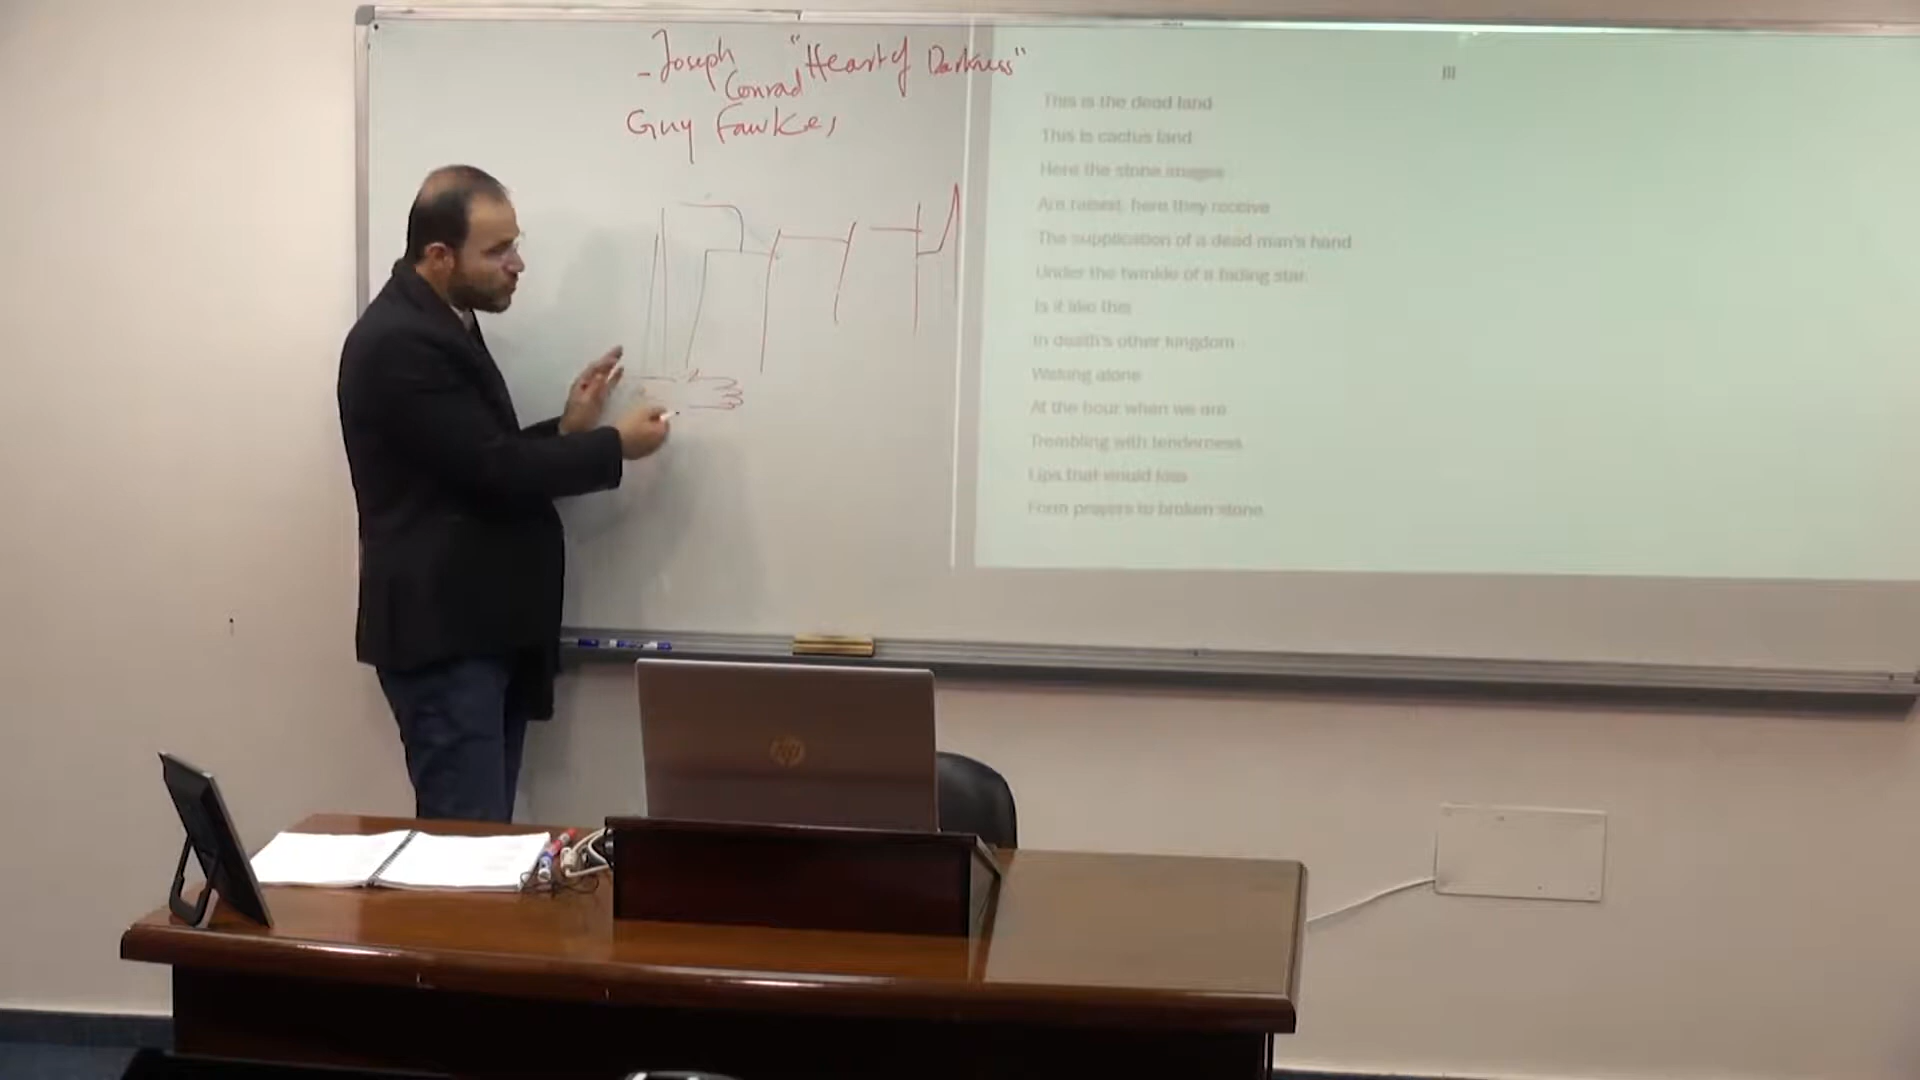 - Joseph "Heart of Darkness"
Conrad
Guy Fawkes
III
This is the dead land
This is cactus land
Here the stone images
Are raised, here they receive
The supplication of a dead man's hand
Under the twinkle of a fading star.
Is it like this
In death's other kingdom
Waking alone
At the hour when we are
Trembling with tenderness
Lips that would kiss
Form prayers to broken stone
hp